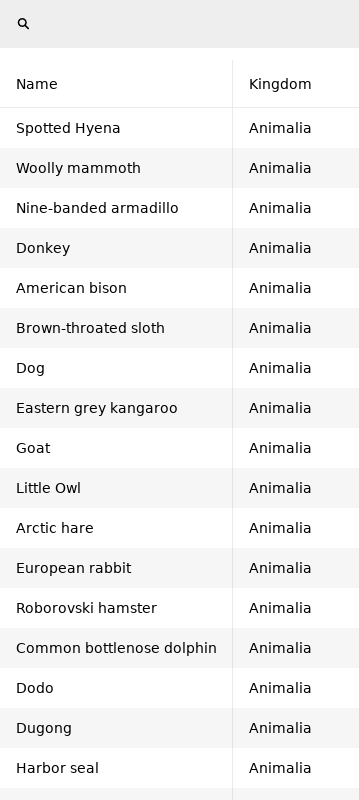 Name Kingdom
Spotted Hyena Animalia
Woolly mammoth Animalia
Nine-banded armadillo Animalia
Donkey Animalia
American bison Animalia
Brown-throated sloth Animalia
Dog Animalia
Eastern grey kangaroo Animalia
Goat Animalia
Little Owl Animalia
Arctic hare Animalia
European rabbit Animalia
Roborovski hamster Animalia
Common bottlenose dolphin Animalia
Dodo Animalia
Dugong Animalia
Harbor seal Animalia